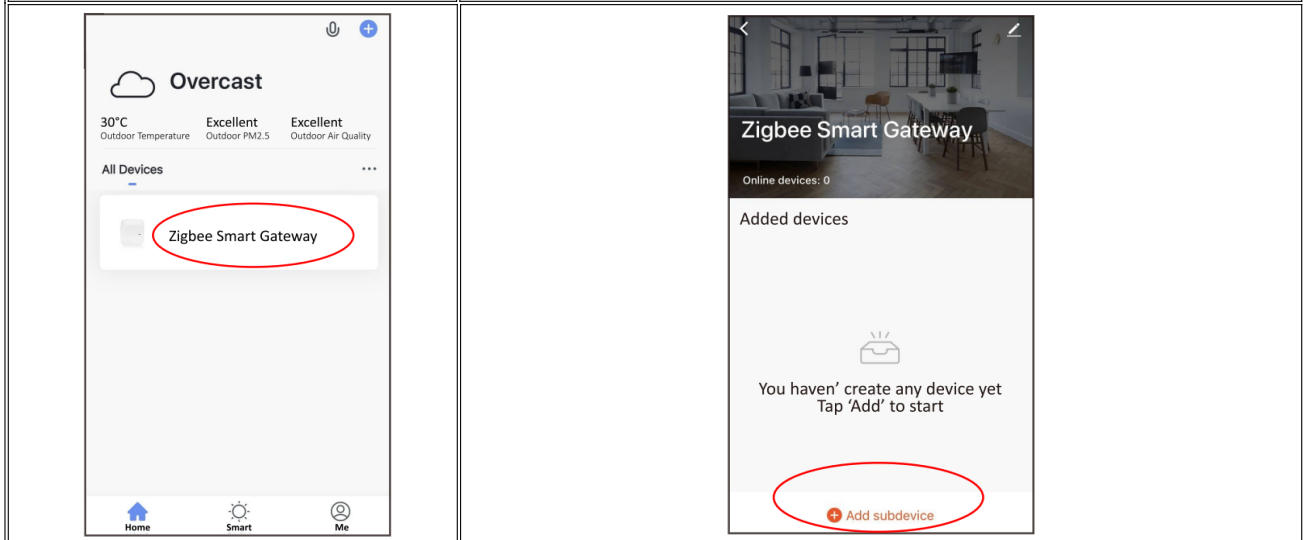 Overcast
30°C Excellent Excellent
Outdoor Temperature Outdoor PM2.5 Outdoor Air Quality
All Devices
Zigbee Smart Gateway
Home Smart Me
Zigbee Smart Gateway
Online devices: 0
Added devices
You haven’ create any device yet
Tap ‘Add’ to start
Add subdevice